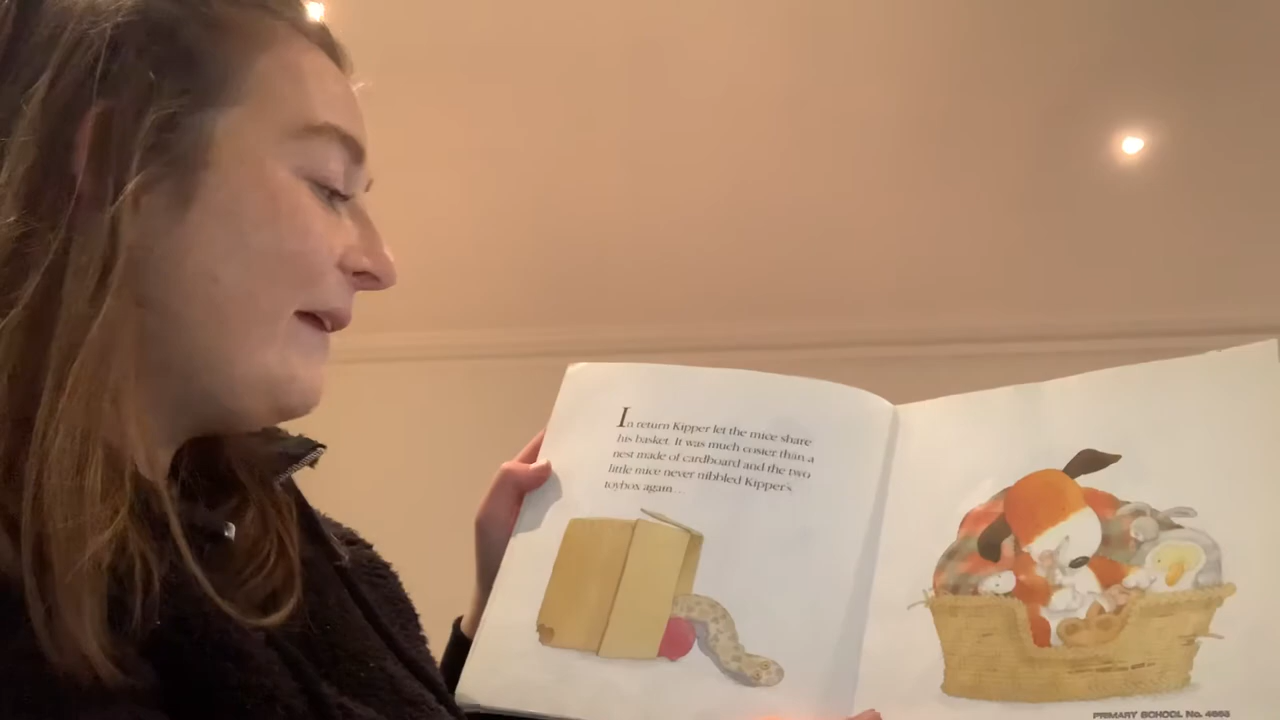 In return Kipper let the mice share
his basket. It was much cosier than a
nest made of cardboard and the two
little mice never nibbled Kipper's
toybox again...
PRIMARY SCHOOL No. 4663